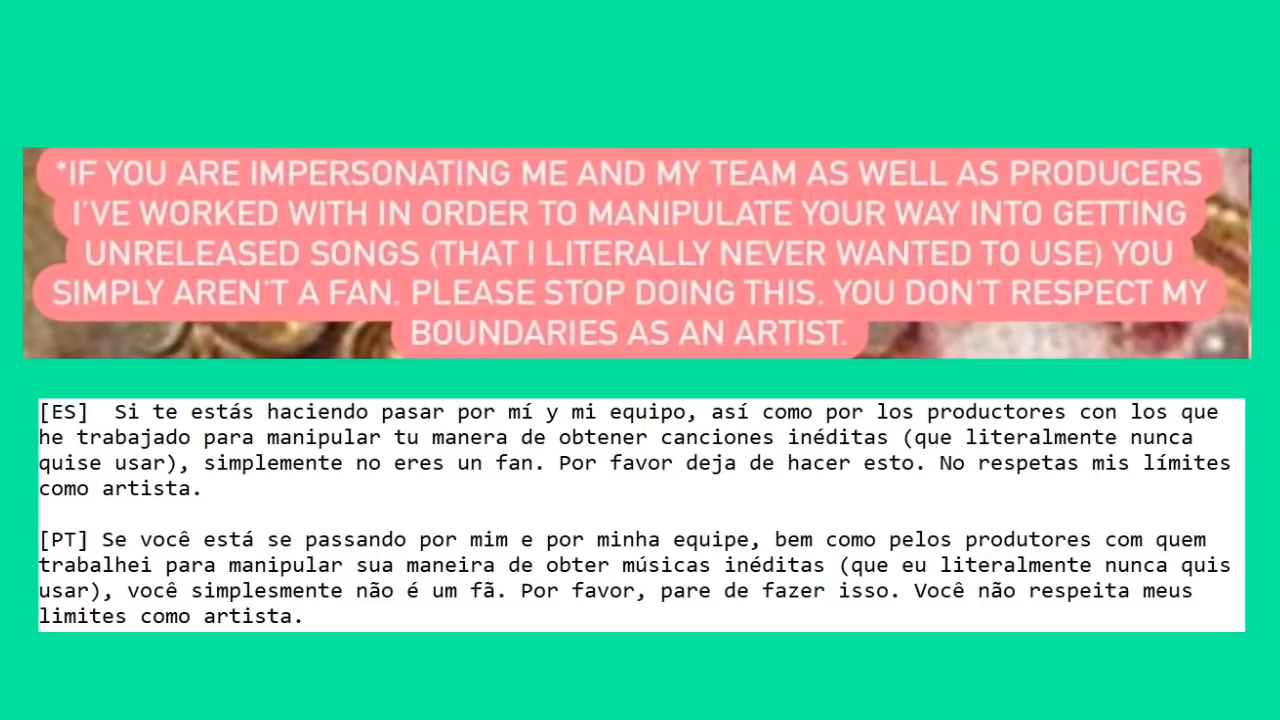 *IF YOU ARE IMPERSONATING ME AND MY TEAM AS WELL AS PRODUCERS
I'VE WORKED WITH IN ORDER TO MANIPULATE YOUR WAY INTO GETTING
UNRELEASED SONGS (THAT I LITERALLY NEVER WANTED TO USE) YOU
SIMPLY AREN'T A FAN. PLEASE STOP DOING THIS. YOU DON'T RESPECT MY
BOUNDARIES AS AN ARTIST.
[ES]  Si te estás haciendo pasar por mí y mi equipo, así como por los productores con los que
he trabajado para manipular tu manera de obtener canciones inéditas (que literalmente nunca
quise usar), simplemente no eres un fan. Por favor deja de hacer esto. No respetas mis límites
como artista.
[PT] Se você está se passando por mim e por minha equipe, bem como pelos produtores com quem
trabalhei para manipular sua maneira de obter músicas inéditas (que eu literalmente nunca quis
usar), você simplesmente não é um fã. Por favor, pare de fazer isso. Você não respeita meus
limites como artista.